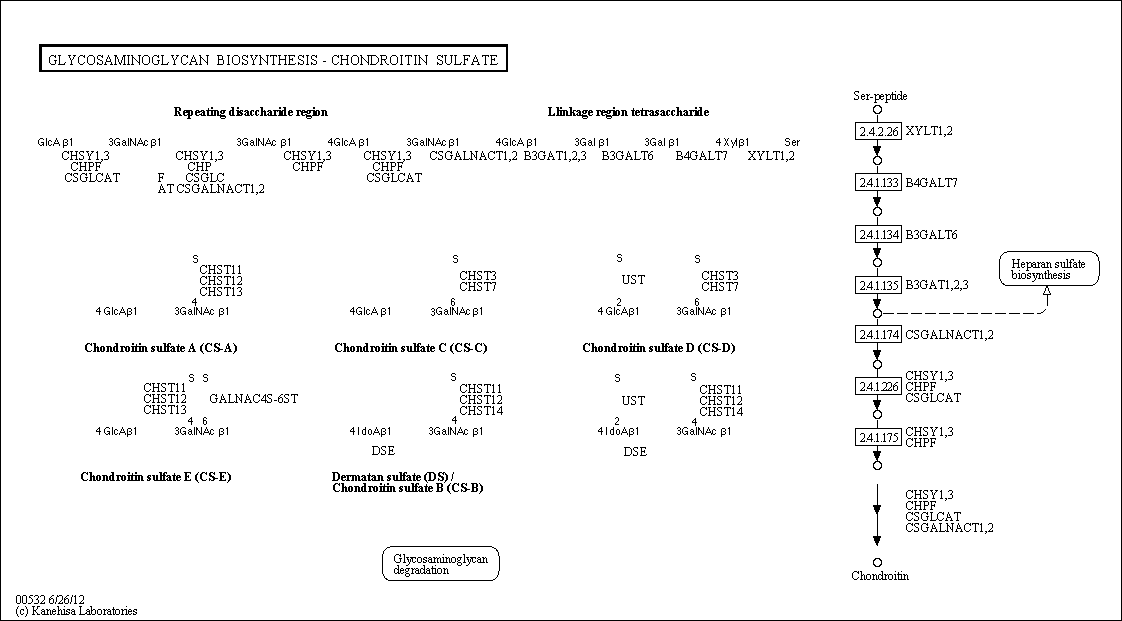 GLYCOSAMINOGLYCAN BIOSYNTHESIS - CHONDROITIN SULFATE
Repeating disaccharide region
Llinkage region tetrasaccharide
GlcA β1 3GalNAc β1 3GalNAc β1 4GlcA β1 3GalNAc β1 4GlcA β1 3Gal β1 3Gal β1 4 Xylβ1 Ser
CHSY1,3 CHSY1,3 CHSY1,3 CHSY1,3 CSGALNACT1,2 B3GAT1,2,3 B3GALT6 B4GALT7 XYLT1,2
CHPF CHP CHPF CHPF
CSGLCAT F CSGLC CSGLCAT
AT CSGALNACT1,2
S S S S
CHST11 CHST3 UST CHST3
CHST12 CHST7 CHST7
CHST13
4 6 2 6
4 GlcAβ1 3GalNAc β1 4GlcA β1 3GalNAc β1 4 GlcA β1 3GalNAc β1
Chondroitin sulfate A (CS-A)
Chondroitin sulfate C (CS-C)
Chondroitin sulfate D (CS-D)
S S S S S
CHST11 CHST11 CHST11
CHST12 GALNAC4S-6ST CHST12 UST CHST12
CHST13 CHST14 CHST14
4 6 4 2 4
4 GlcAβ1 3GalNAc β1 4 IdoAβ1 3GalNAc β1 4 IdoAβ1 3GalNAc β1
DSE DSE
Chondroitin sulfate E (CS-E)
Dermatan sulfate (DS) /
Chondroitin sulfate B (CS-B)
Glycosaminoglycan
degradation
Ser-peptide
2.4.2.26 XYLT1,2
2.4.1.133 B4GALT7
2.4.1.134 B3GALT6
2.4.1.135 B3GAT1,2,3
Heparan sulfate
biosynthesis
2.4.1.174 CSGALNACT1,2
2.4.1.226 CHSY1,3
CHPF
CSGLCAT
2.4.1.175 CHSY1,3
CHPF
CHSY1,3
CHPF
CSGLCAT
CSGALNACT1,2
Chondroitin
00532 6/26/12
(c) Kanehisa Laboratories